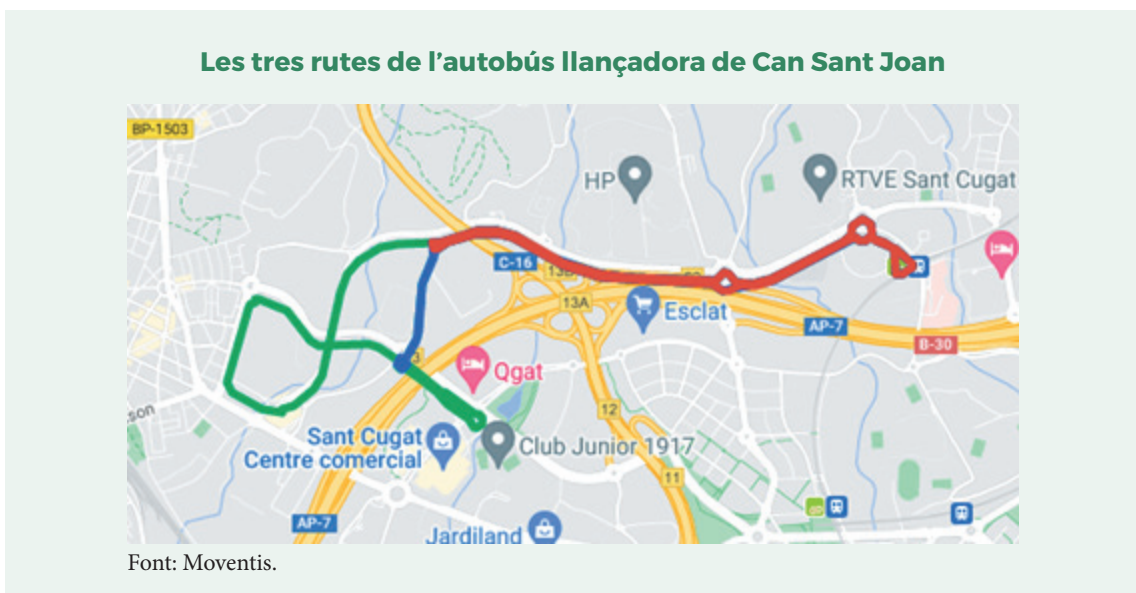 Les tres rutes de l'autobús llançadora de Can Sant Joan
BP-1503
HP
RTVE Sant Cugat
C-16
13B
13A
Esclat
AP-7
B-30
Qgat
12
son
Sant Cugat
Centre comercial
Club Junior 1917
11
AP-7
Jardiland
Font: Moventis.